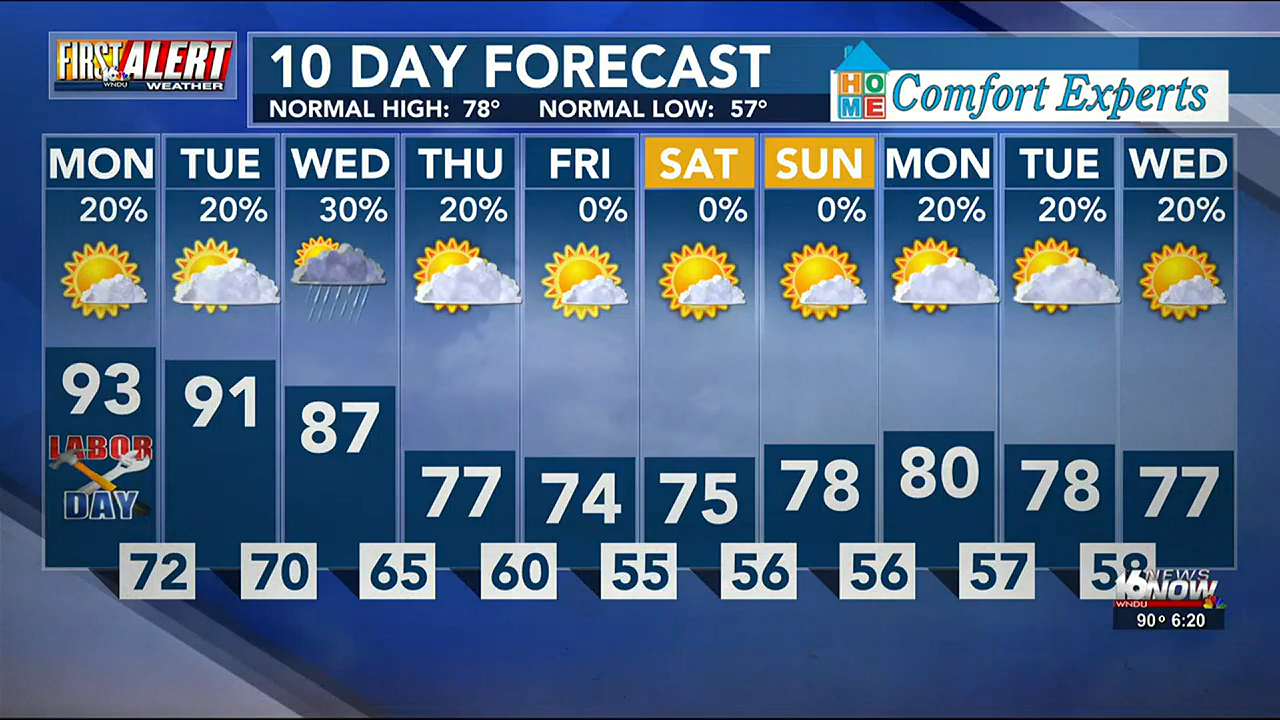 FIRST ALERT
16
WNDU
WEATHER
10 DAY FORECAST
NORMAL HIGH: 78° NORMAL LOW: 57°
HOME
Comfort Experts
MON TUE WED THU FRI SAT SUN MON TUE WED
20% 20% 30% 20% 0% 0% 0% 20% 20% 20%
93 91 87 77 74 75 78 80 78 77
LABOR
DAY
72 70 65 60 55 56 56 57 58
16 NEWS
NOW
WNDU
90° 6:20